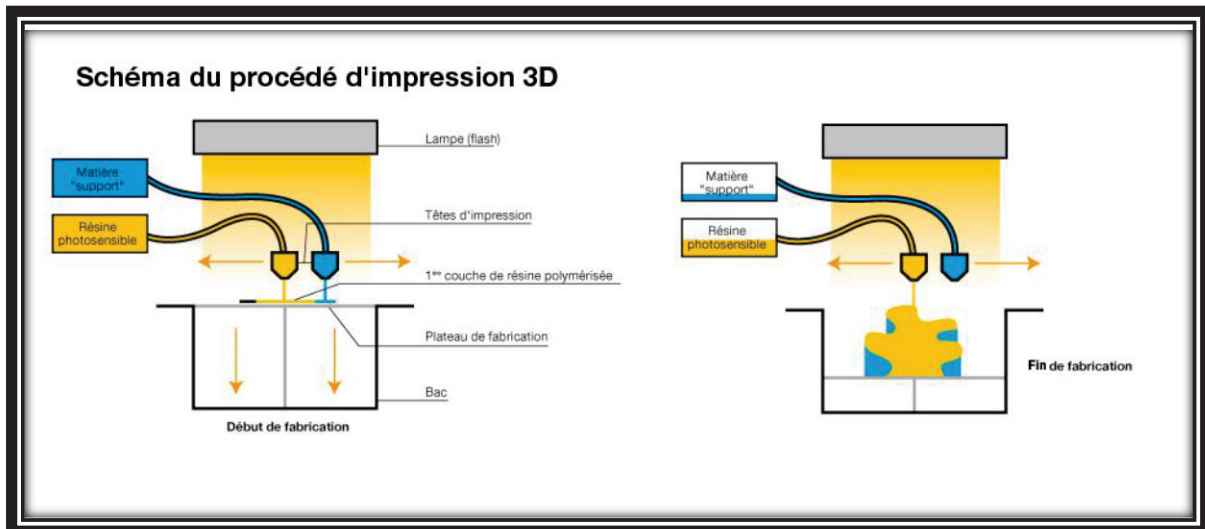 Schéma du procédé d'impression 3D
Lampe (flash)
Matière
"support"
Têtes d'impression
Résine
photosensible
1ère couche de résine polymérisée
Plateau de fabrication
Bac
Début de fabrication
Matière
"support"
Résine
photosensible
Fin de fabrication